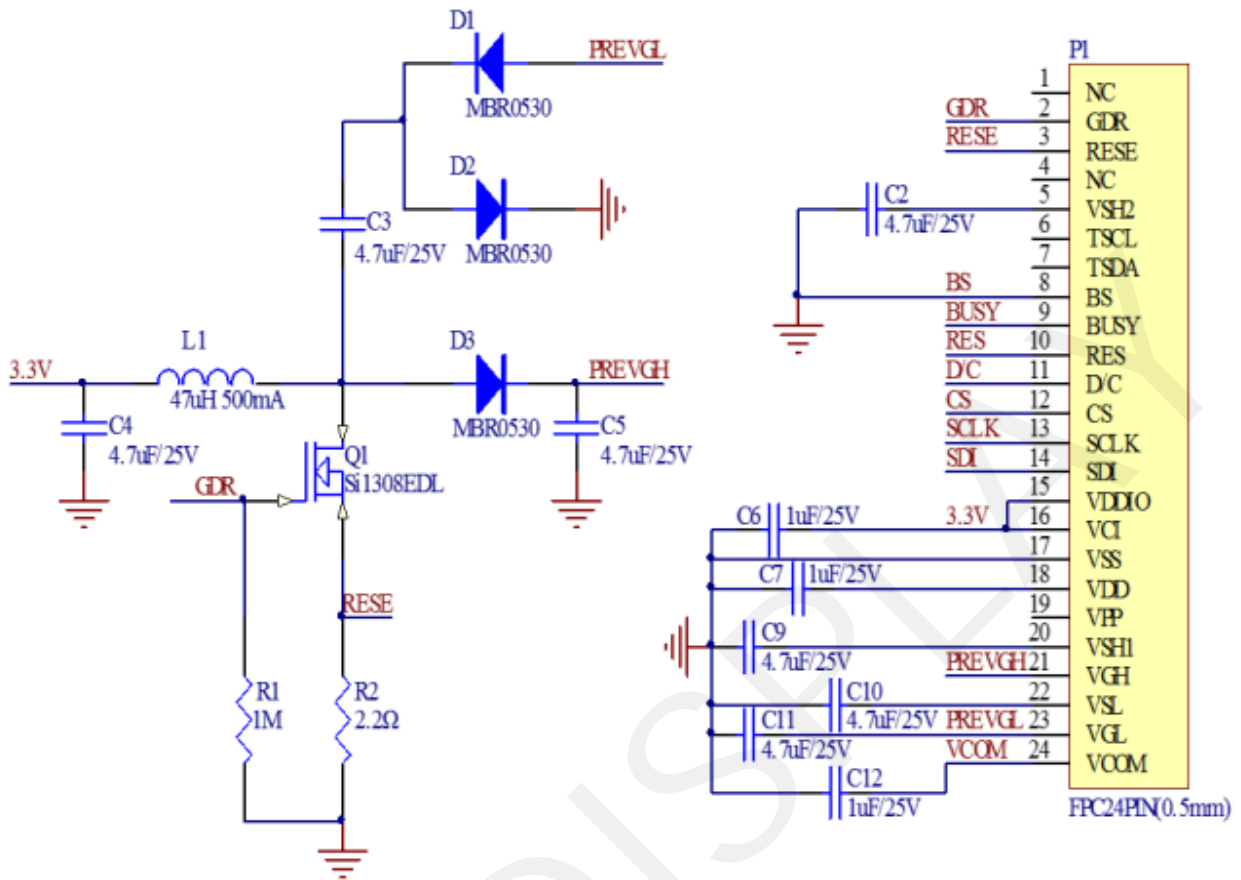 D1
PREVGL
MBR0530
D2
MBR0530
C3
4.7uF/25V
L1
3.3V
47uH 500mA
C4
4.7uF/25V
D3
PREVGH
MBR0530
C5
4.7uF/25V
Q1
Si1308EDL
GDR
RESE
R1
1M
R2
2.2Ω
P1
1 NC
GDR 2 GDR
RESE 3 RESE
4 NC
C2
4.7uF/25V
5 VSH2
6 TSCL
7 TSDA
BS 8 BS
BUSY 9 BUSY
RES 10 RES
D/C 11 D/C
CS 12 CS
SCLK 13 SCLK
SDI 14 SDI
15 VDDIO
C6 1uF/25V 3.3V 16 VCI
17 VSS
C7 1uF/25V 18 VDD
19 VPP
C9
4.7uF/25V
20 VSH1
PREVGH 21 VGH
C10
4.7uF/25V
22 VSL
C11
4.7uF/25V
PREVGL 23 VGL
VCOM 24 VCOM
C12
1uF/25V
FPC24PIN(0.5mm)
DISPLAY